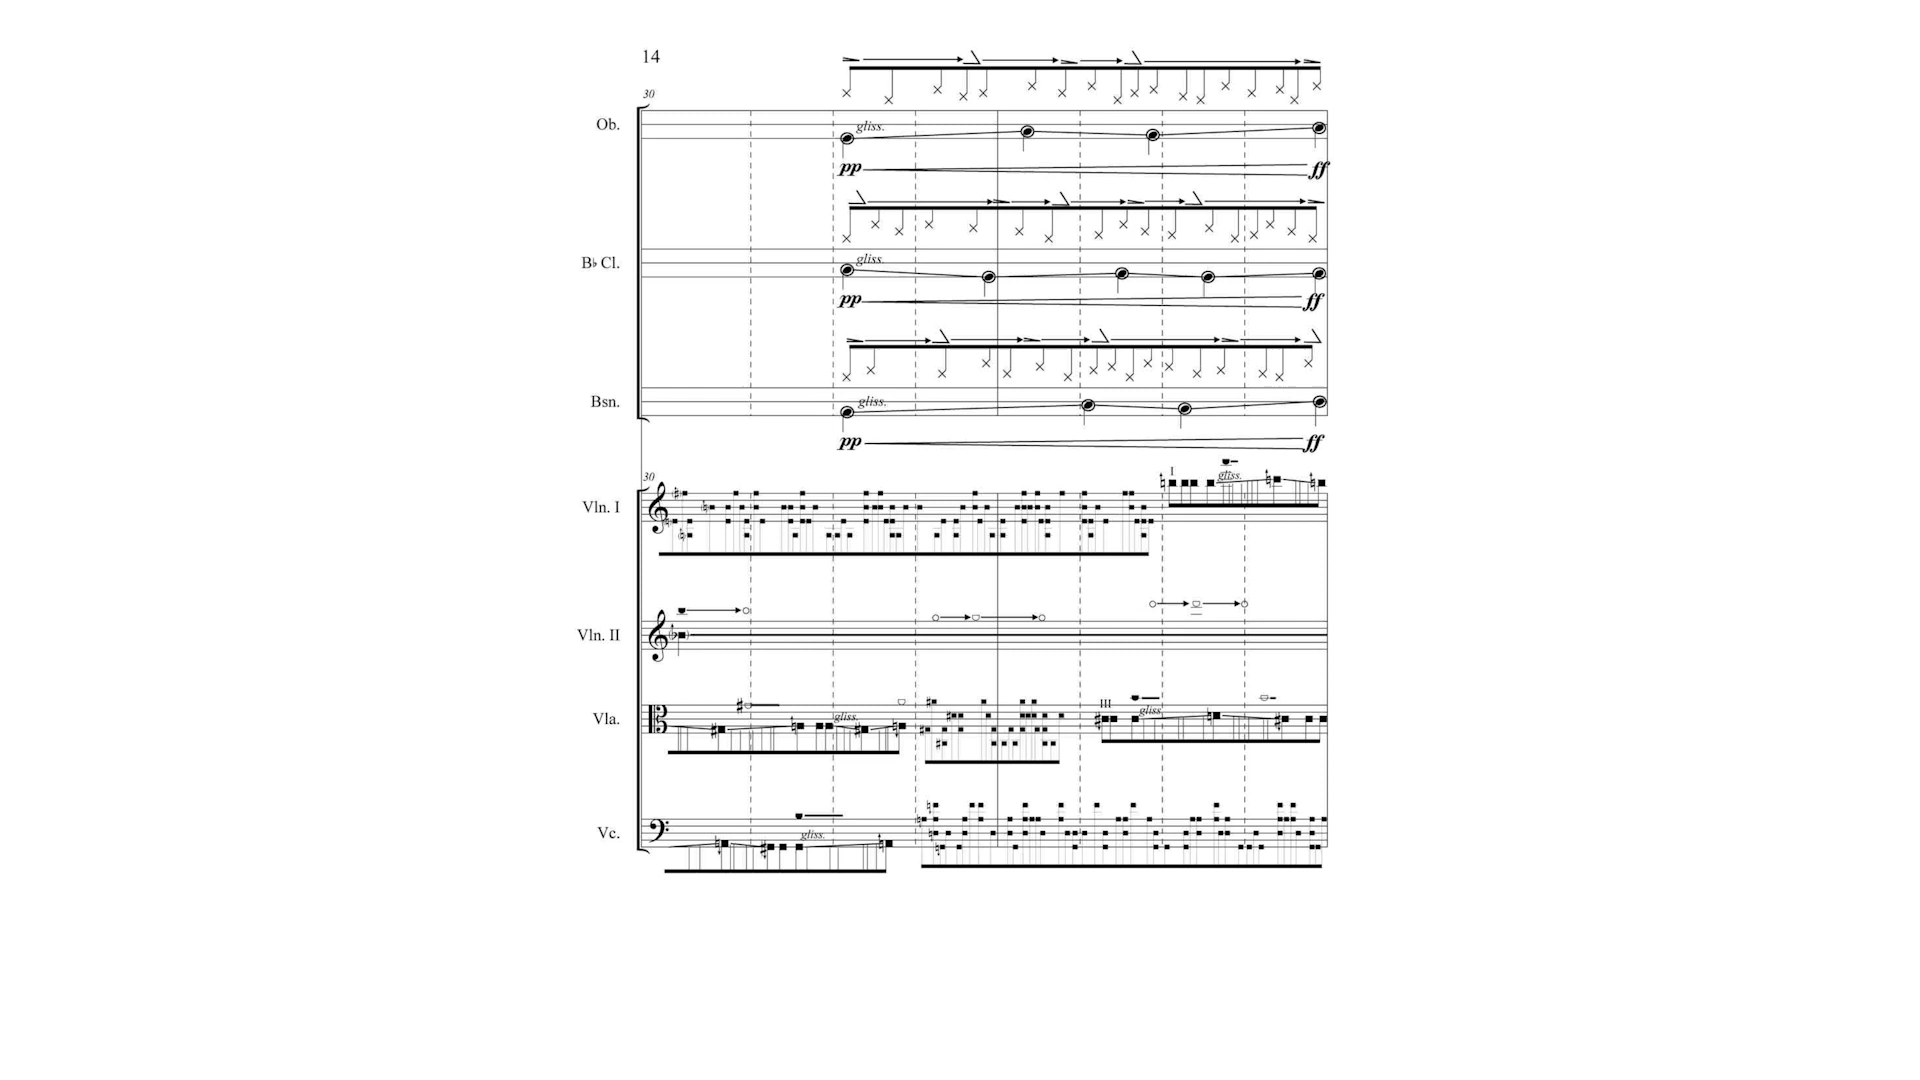 14
30
Ob.
gliss.
pp
ff
B♭ Cl.
gliss.
pp
ff
Bsn.
gliss.
pp
ff
30
Vln. I
I
gliss.
Vln. II
Vla.
gliss.
III
gliss.
Vc.
gliss.